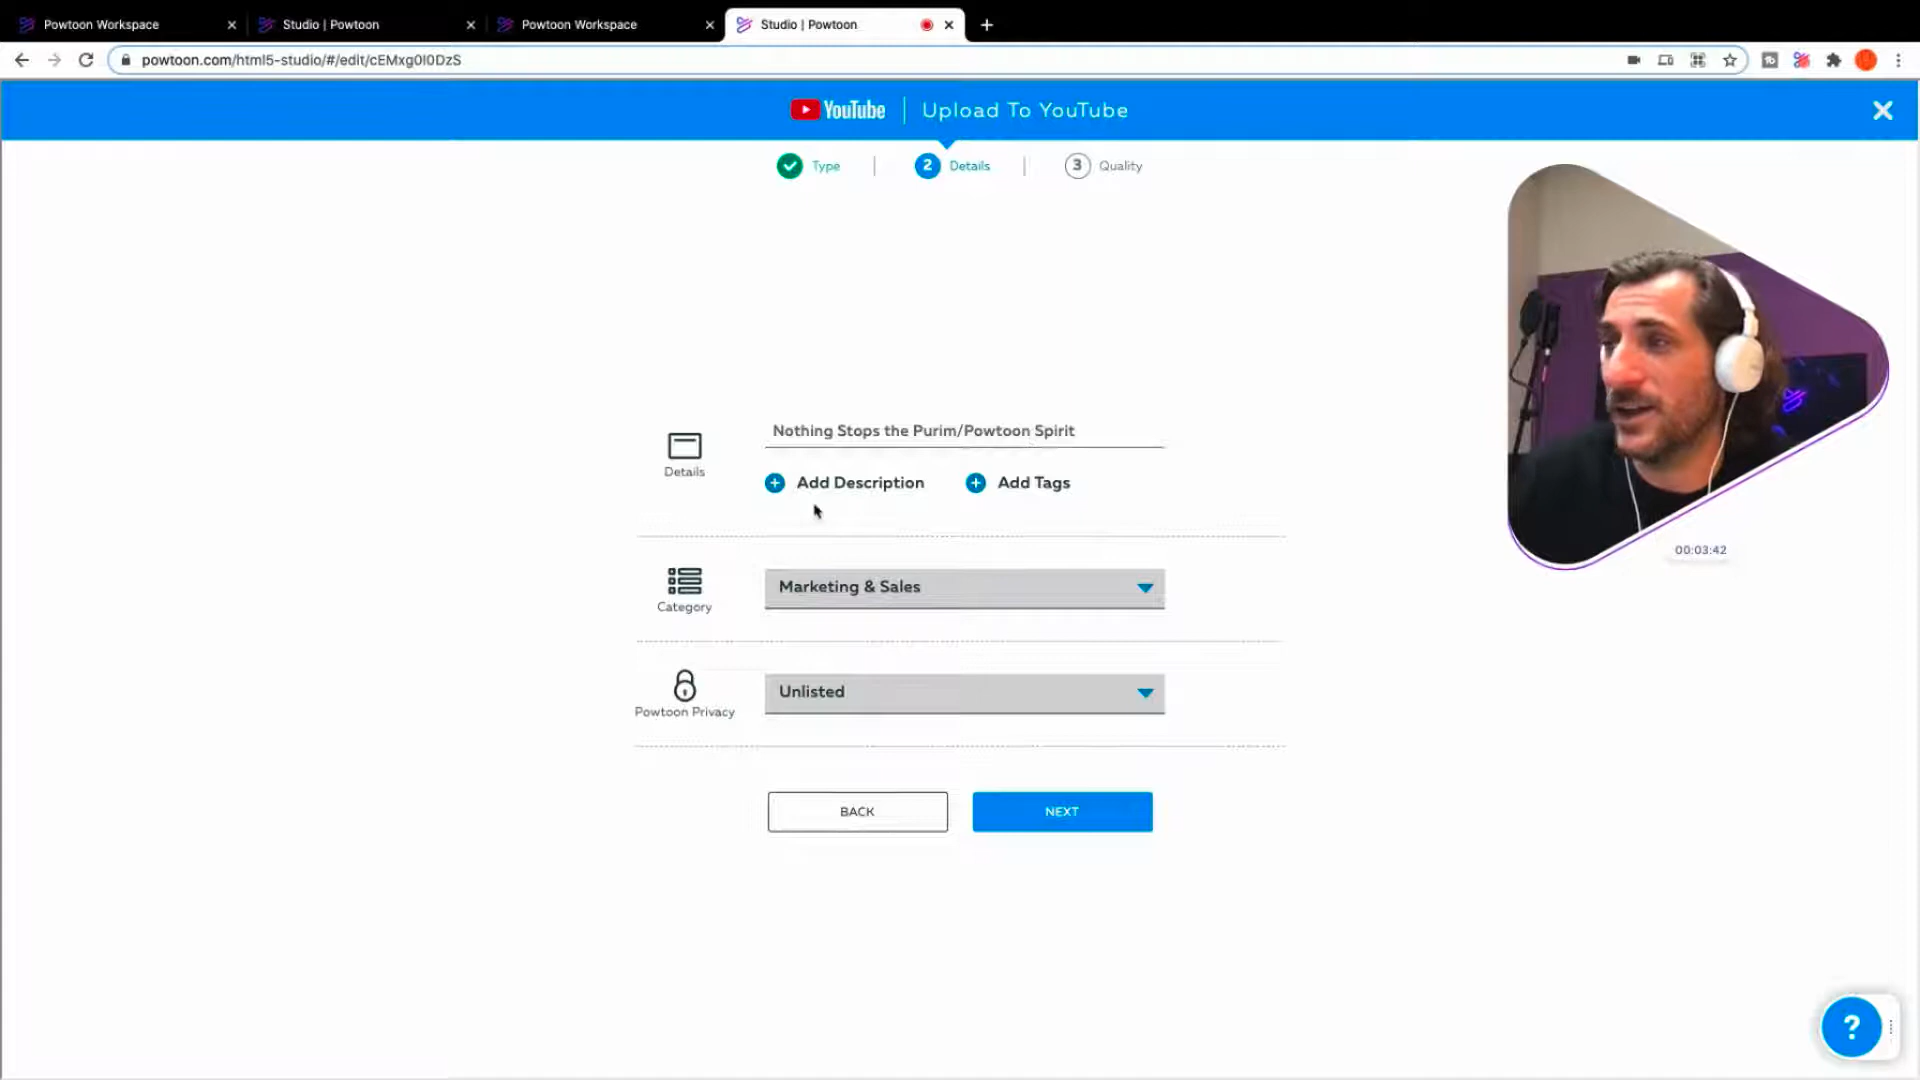 Powtoon Workspace
Studio | Powtoon
Powtoon Workspace
Studio | Powtoon
powtoon.com/html5-studio/#/edit/cEMxg0I0DzS
YouTube | Upload To YouTube
Type | 2 Details | 3 Quality
Nothing Stops the Purim/Powtoon Spirit
Details
Add Description
Add Tags
00:03:42
Marketing & Sales
Category
Unlisted
Powtoon Privacy
BACK
NEXT
?